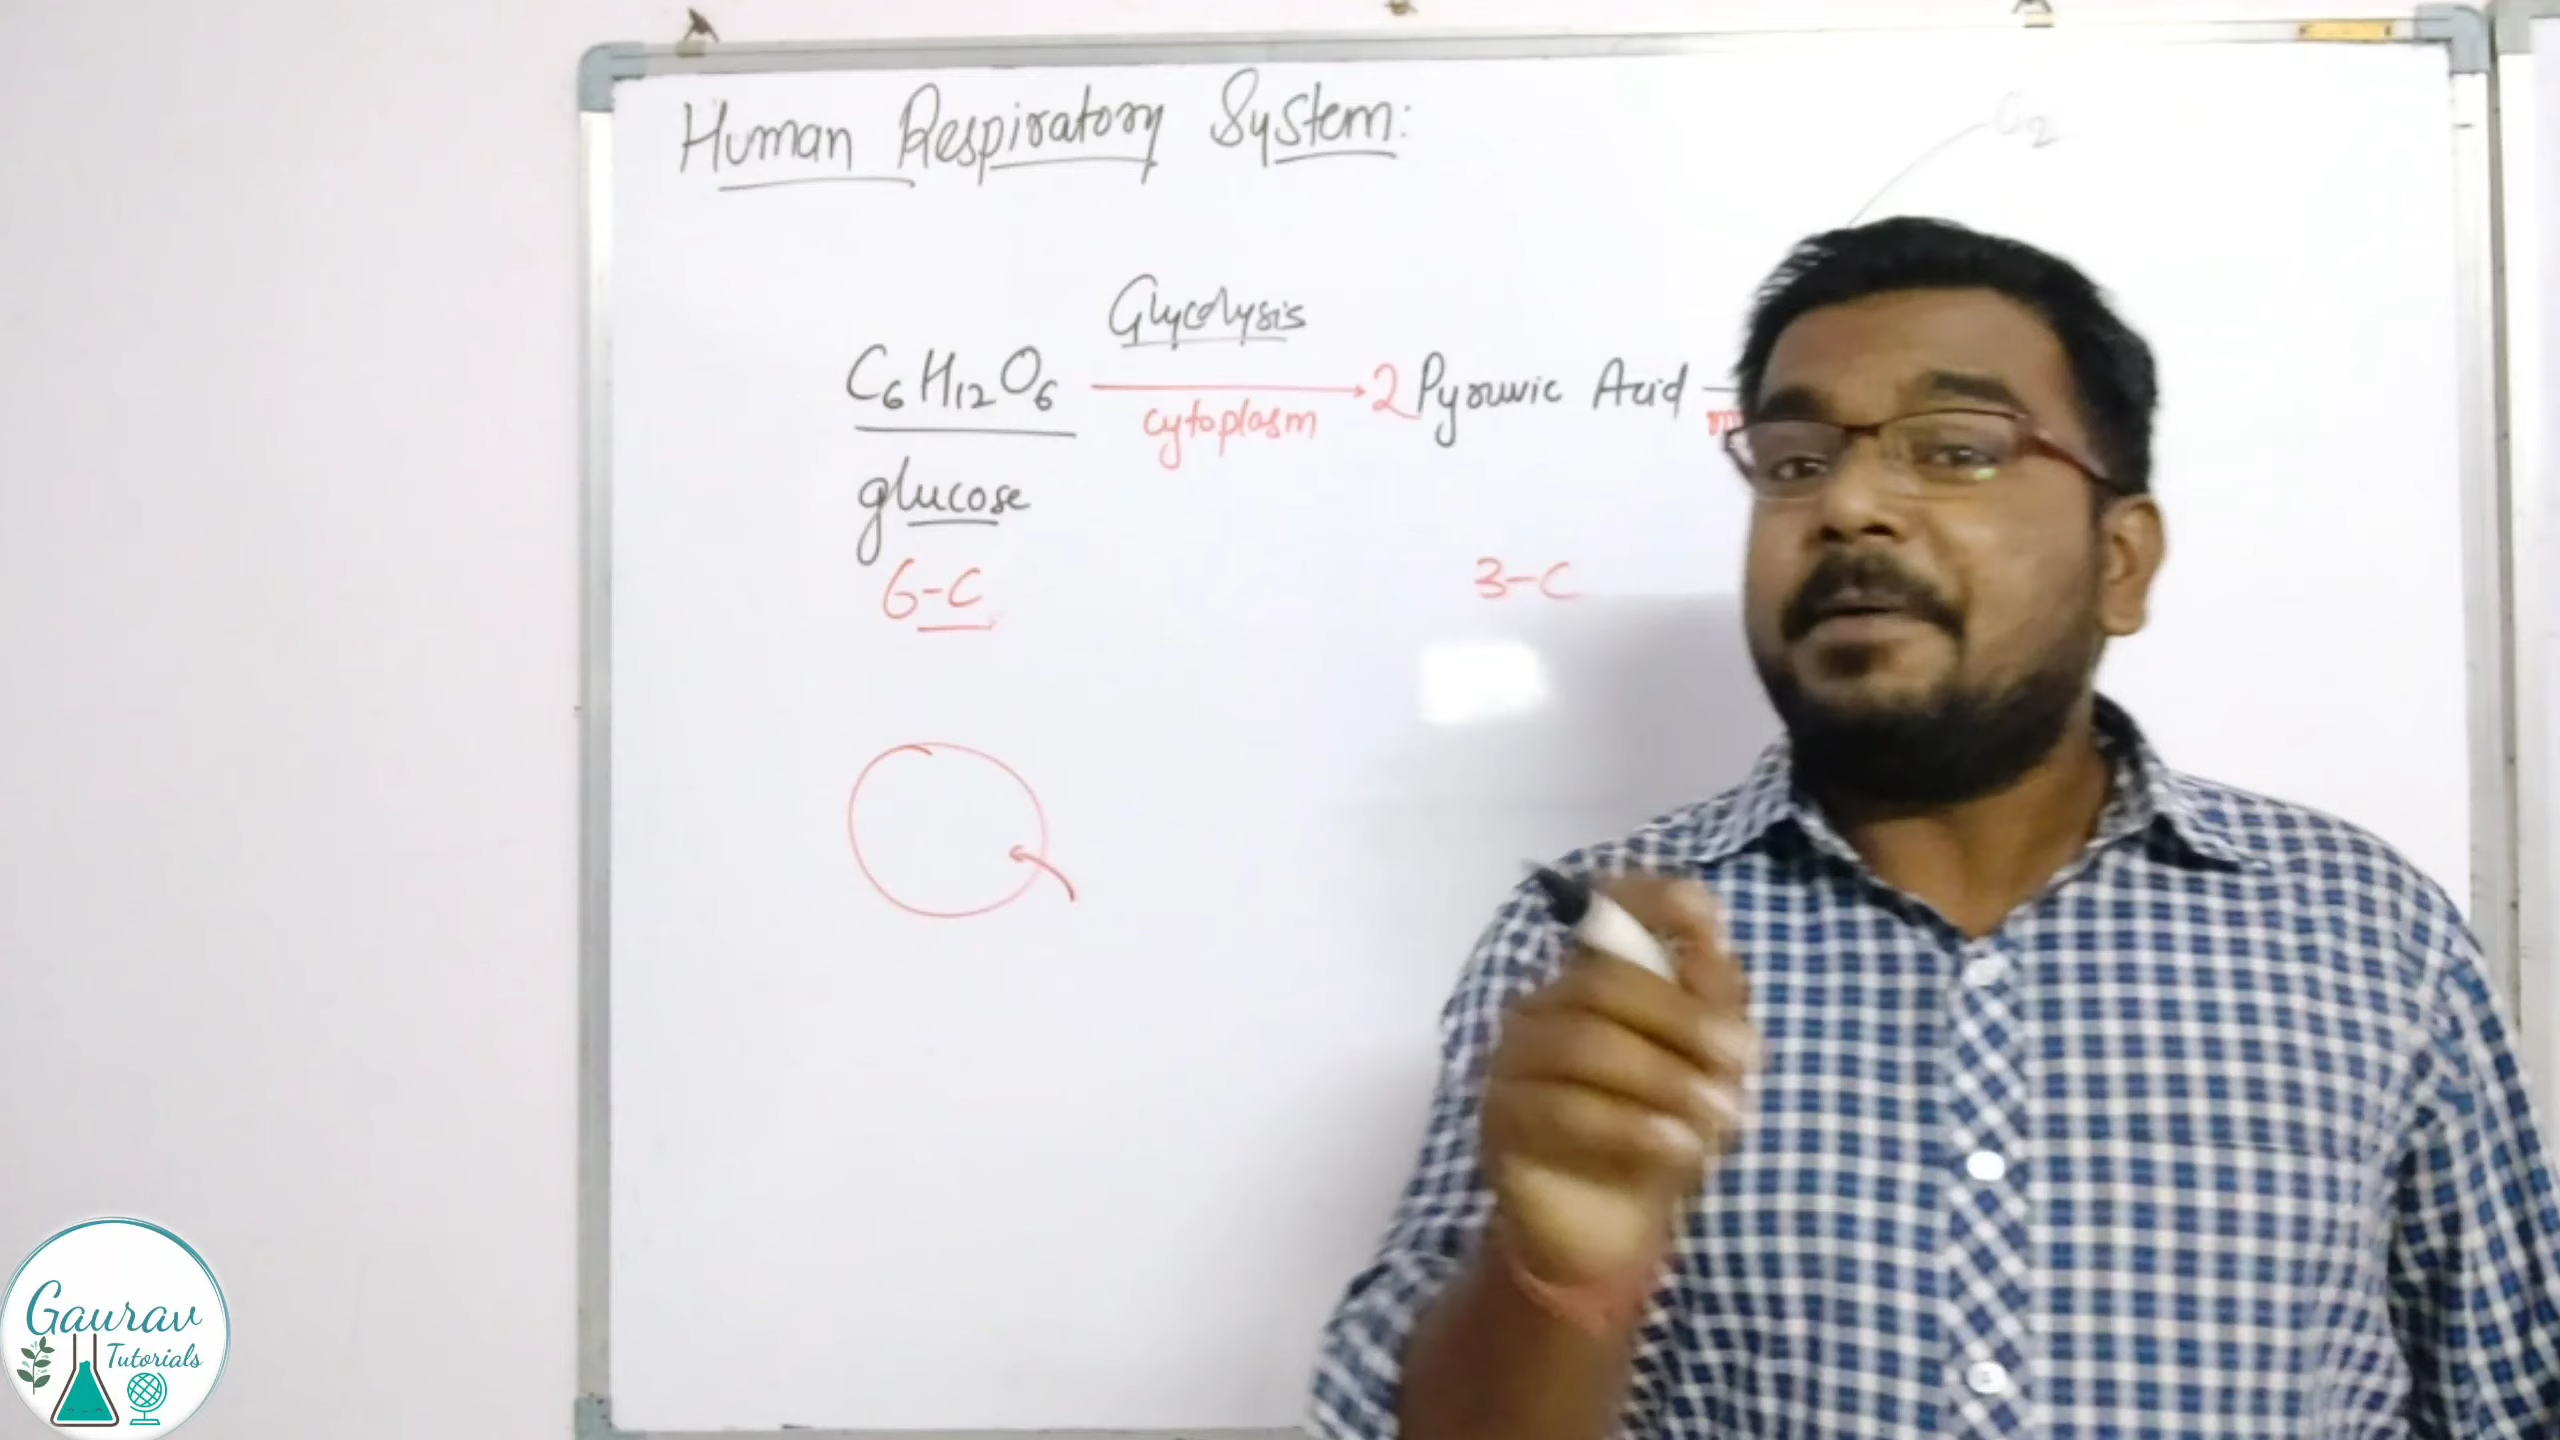 Human Respiratory System:
O2
Glycolysis
C6H12O6 → 2 Pyruvic Acid
cytoplasm
glucose
6-C
3-C
Gaurav
Tutorials